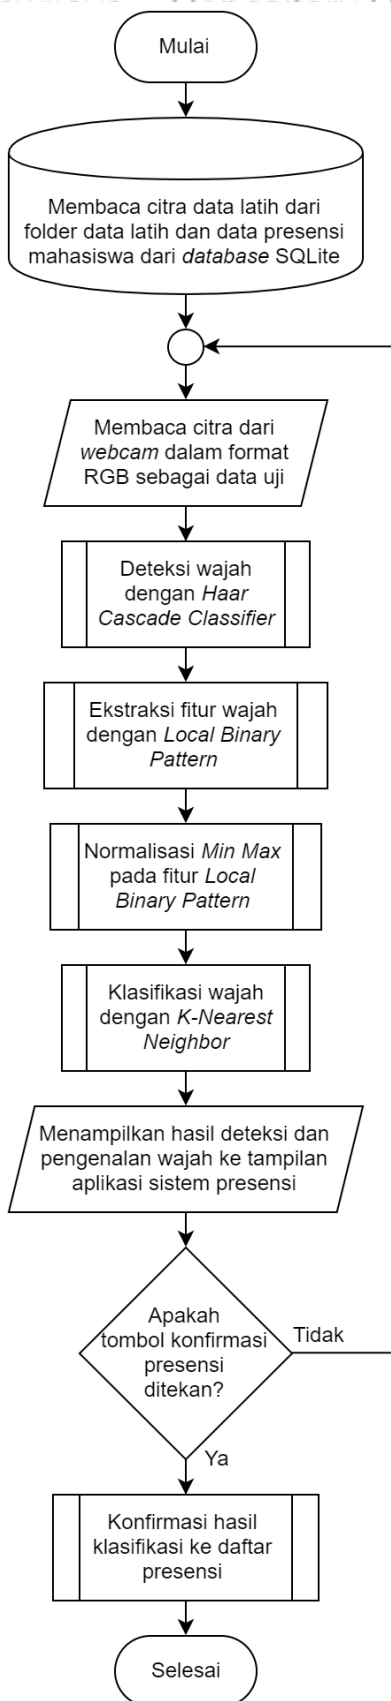 Mulai
Membaca citra data latih dari
folder data latih dan data presensi
mahasiswa dari database SQLite
Membaca citra dari
webcam dalam format
RGB sebagai data uji
Deteksi wajah
dengan Haar
Cascade Classifier
Ekstraksi fitur wajah
dengan Local Binary
Pattern
Normalisasi Min Max
pada fitur Local
Binary Pattern
Klasifikasi wajah
dengan K-Nearest
Neighbor
Menampilkan hasil deteksi dan
pengenalan wajah ke tampilan
aplikasi sistem presensi
Apakah
tombol konfirmasi
presensi
ditekan?
Tidak
Ya
Konfirmasi hasil
klasifikasi ke daftar
presensi
Selesai